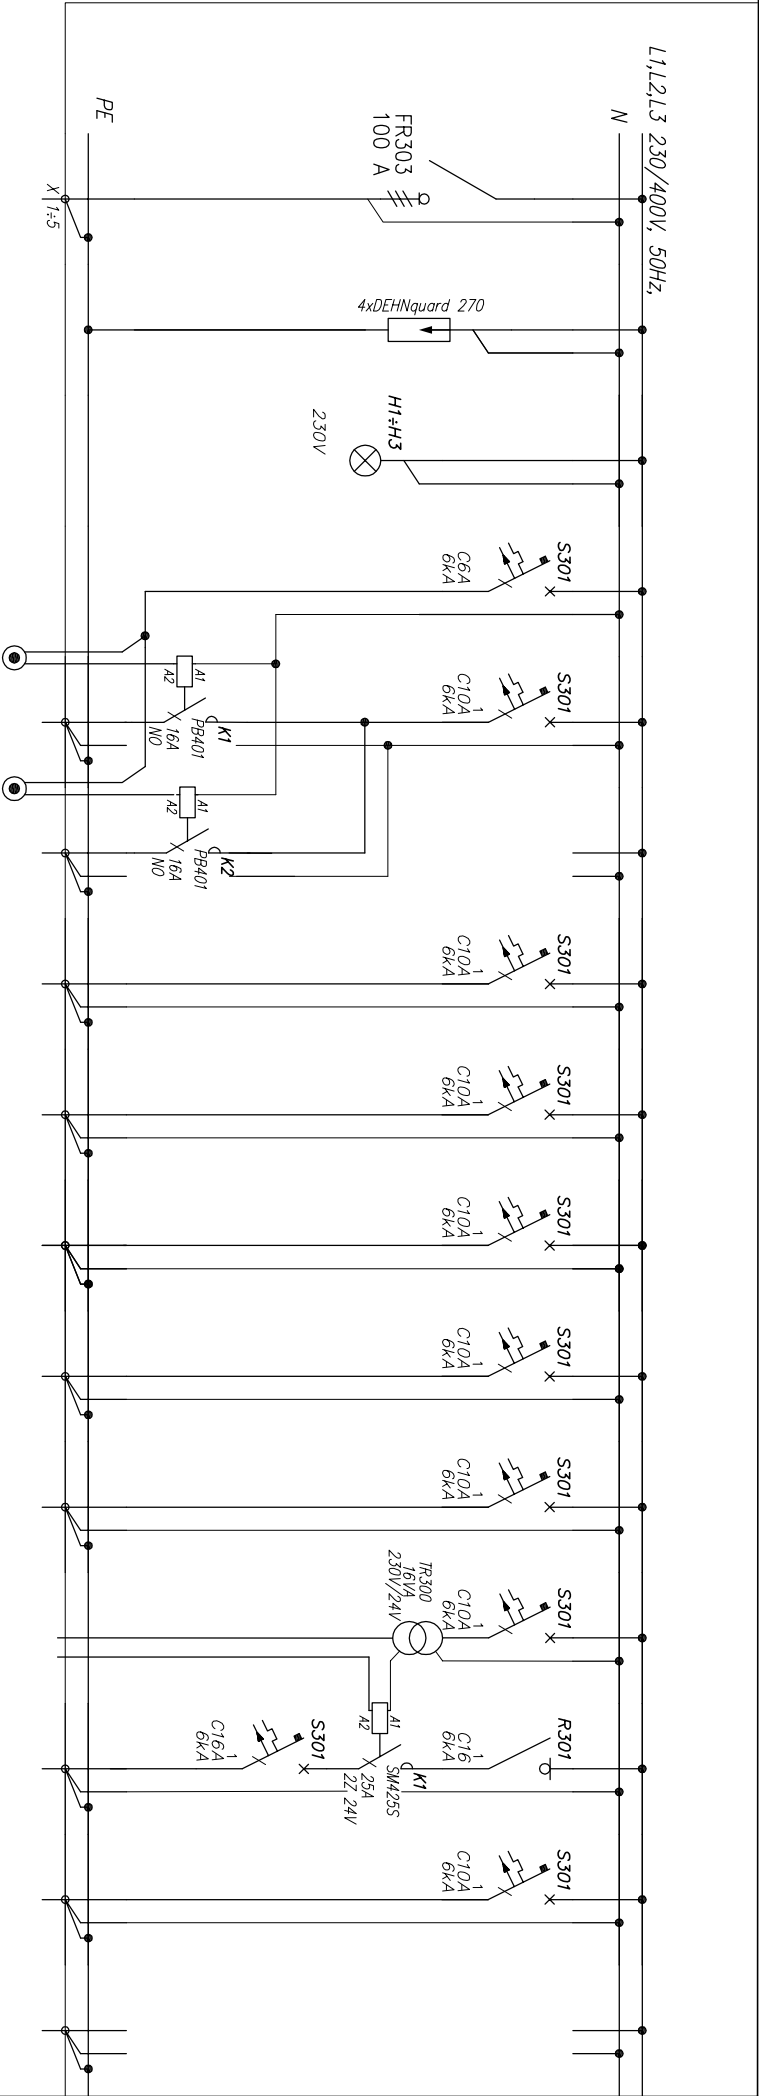 L1,L2,L3 230/400V, 50Hz,
N
PE
FR303
100 A
X 1÷5
4xDEHNguard 270
H1÷H3
230V
S301
C6A
6kA
A1
A2
S301
C10A 1
6kA
K1
PB401
16A
NO
A1
A2
K2
PB401
16A
NO
S301
C10A 1
6kA
S301
C10A 1
6kA
S301
C10A 1
6kA
S301
C10A 1
6kA
S301
C10A 1
6kA
S301
C10A 1
6kA
TR300
16VA
230V/24V
A1
A2
R301
C16 1
6kA
K1
SM425S
25A
2Z 24V
S301
C16A 1
6kA
S301
C10A 1
6kA